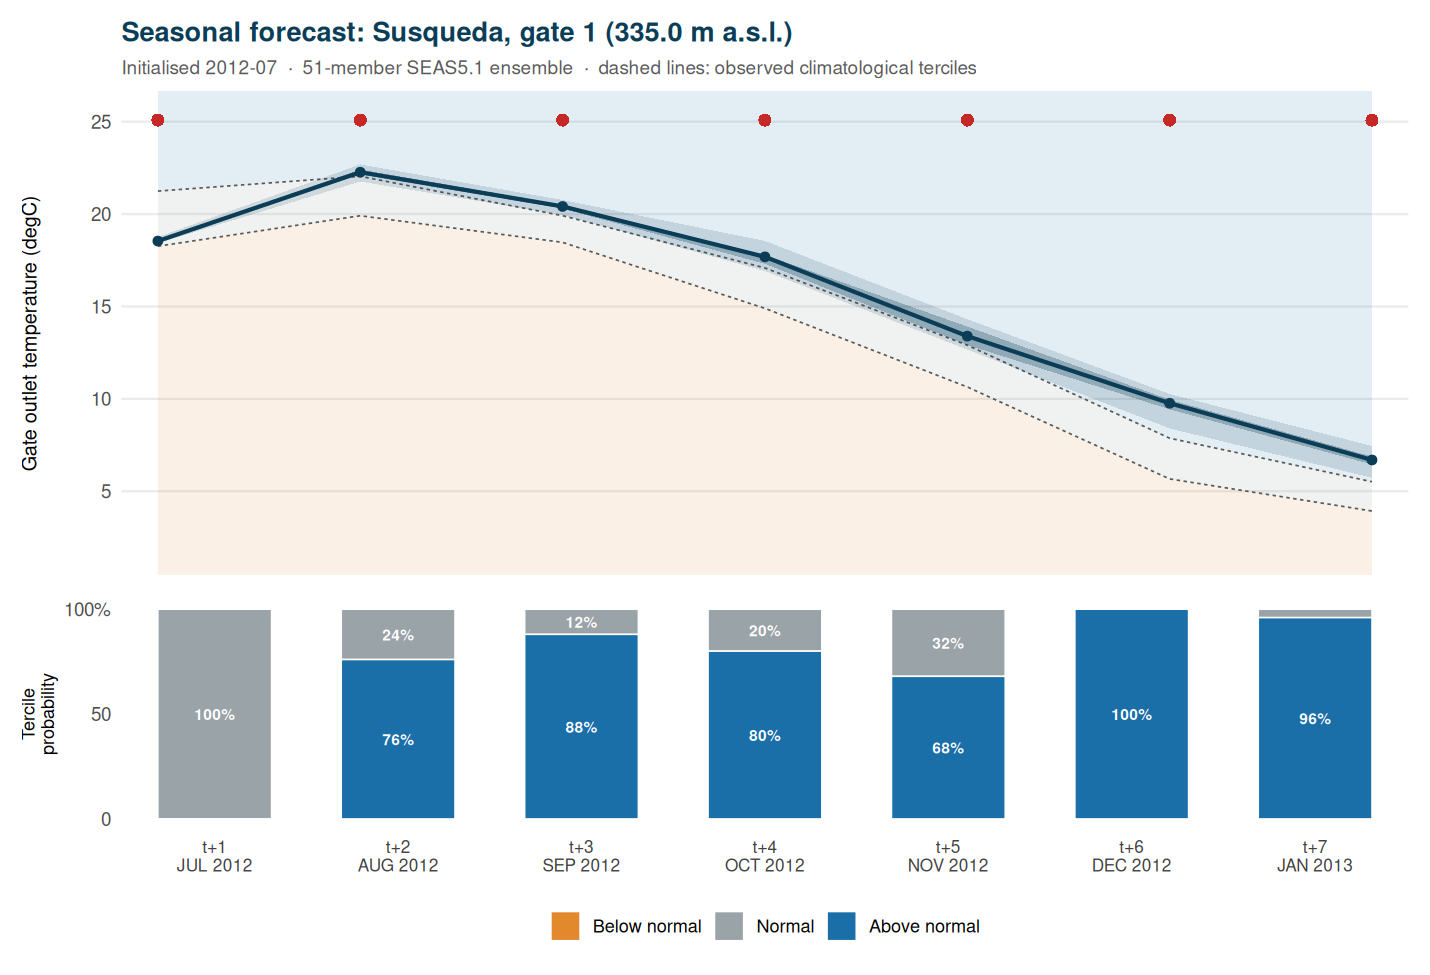 Seasonal forecast: Susqueda, gate 1 (335.0 m a.s.l.)
Initialised 2012-07 · 51-member SEAS5.1 ensemble · dashed lines: observed climatological terciles
Gate outlet temperature (degC)
25
20
15
10
5
Tercile
probability
100%
50
0
100%
24%
76%
12%
88%
20%
80%
32%
68%
100%
96%
t+1
JUL 2012
t+2
AUG 2012
t+3
SEP 2012
t+4
OCT 2012
t+5
NOV 2012
t+6
DEC 2012
t+7
JAN 2013
Below normal
Normal
Above normal